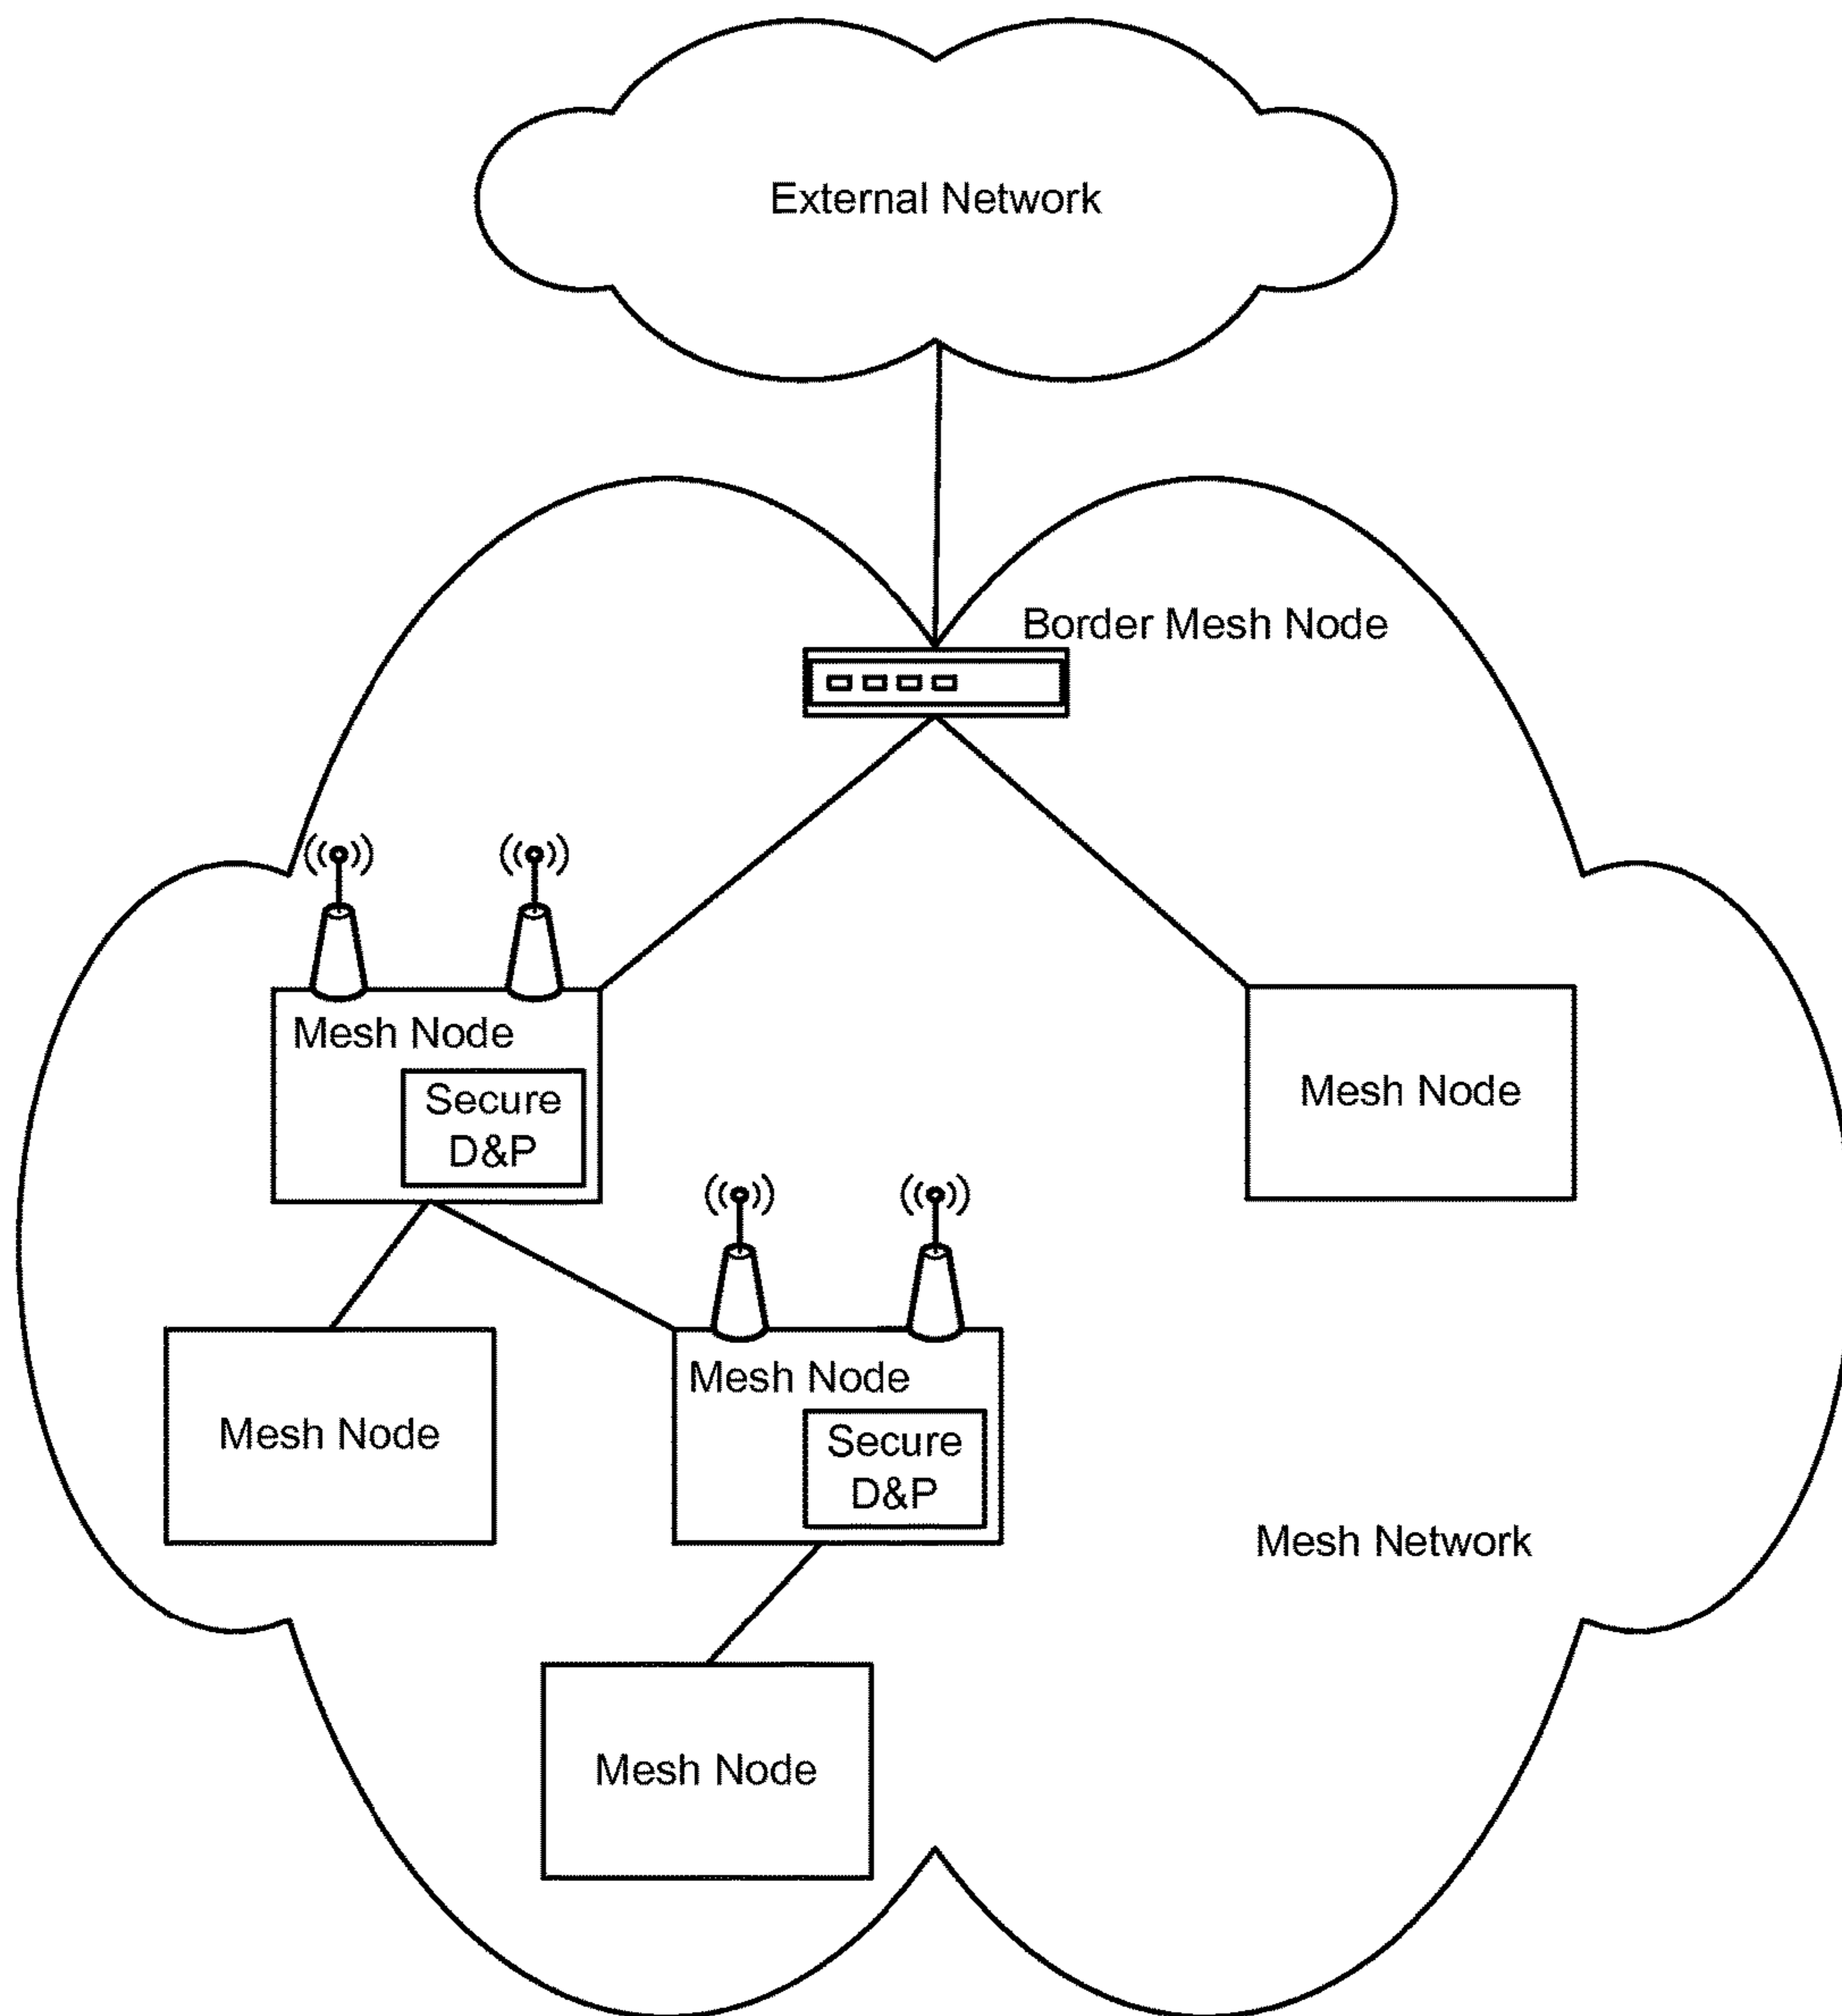 External Network
Border Mesh Node
Mesh Node
Secure
D&P
Mesh Node
Mesh Node
Mesh Node
Secure
D&P
Mesh Network
Mesh Node